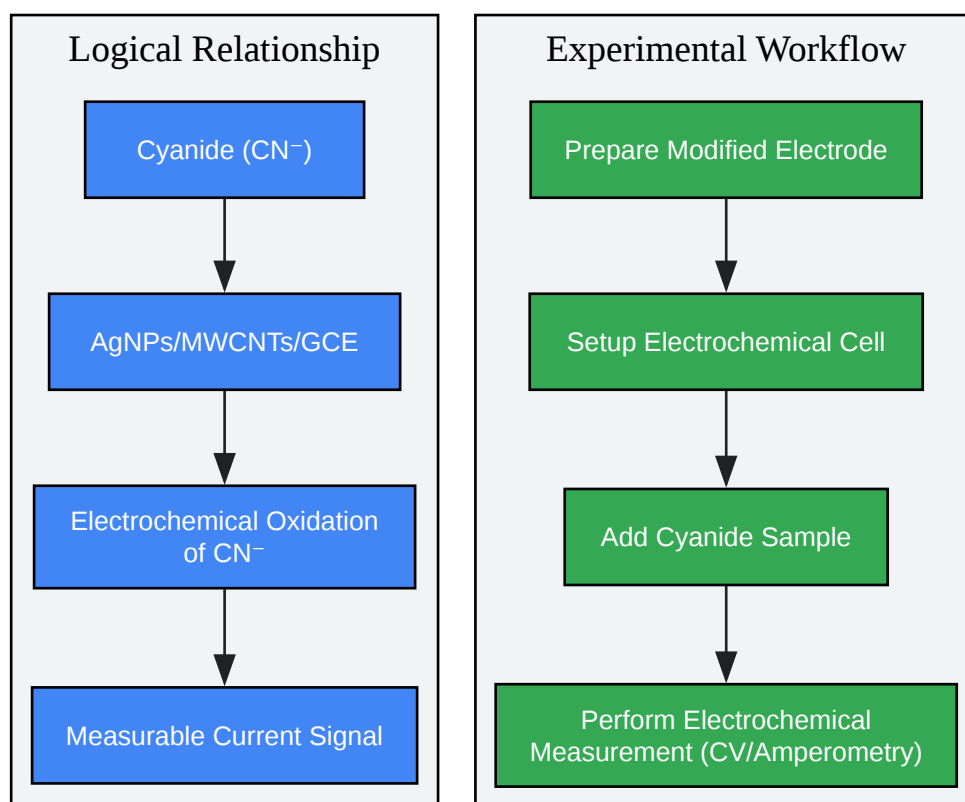 Logical Relationship
Cyanide (CN⁻)
AgNPs/MWCNTs/GCE
Electrochemical Oxidation
of CN⁻
Measurable Current Signal
Experimental Workflow
Prepare Modified Electrode
Setup Electrochemical Cell
Add Cyanide Sample
Perform Electrochemical
Measurement (CV/Amperometry)